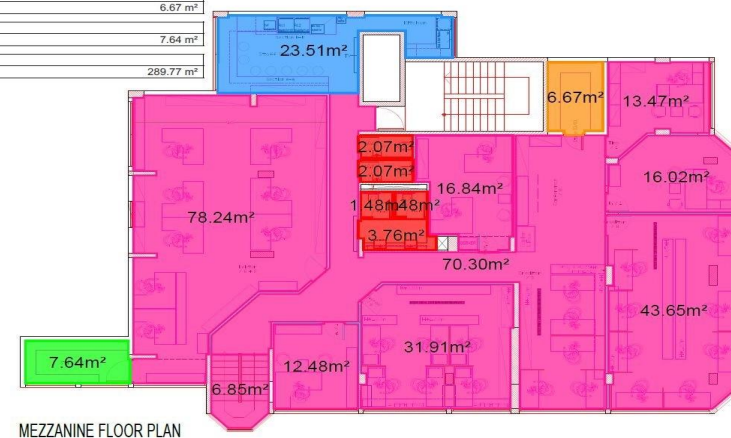 6.67 m²
7.64 m²
289.77 m²
23.51m²
6.67m²
13.47m²
2.07m²
2.07m²
16.84m²
16.02m²
78.24m²
1.48m²
1.48m²
3.76m²
70.30m²
43.65m²
31.91m²
7.64m²
12.48m²
6.85m²
MEZZANINE FLOOR PLAN